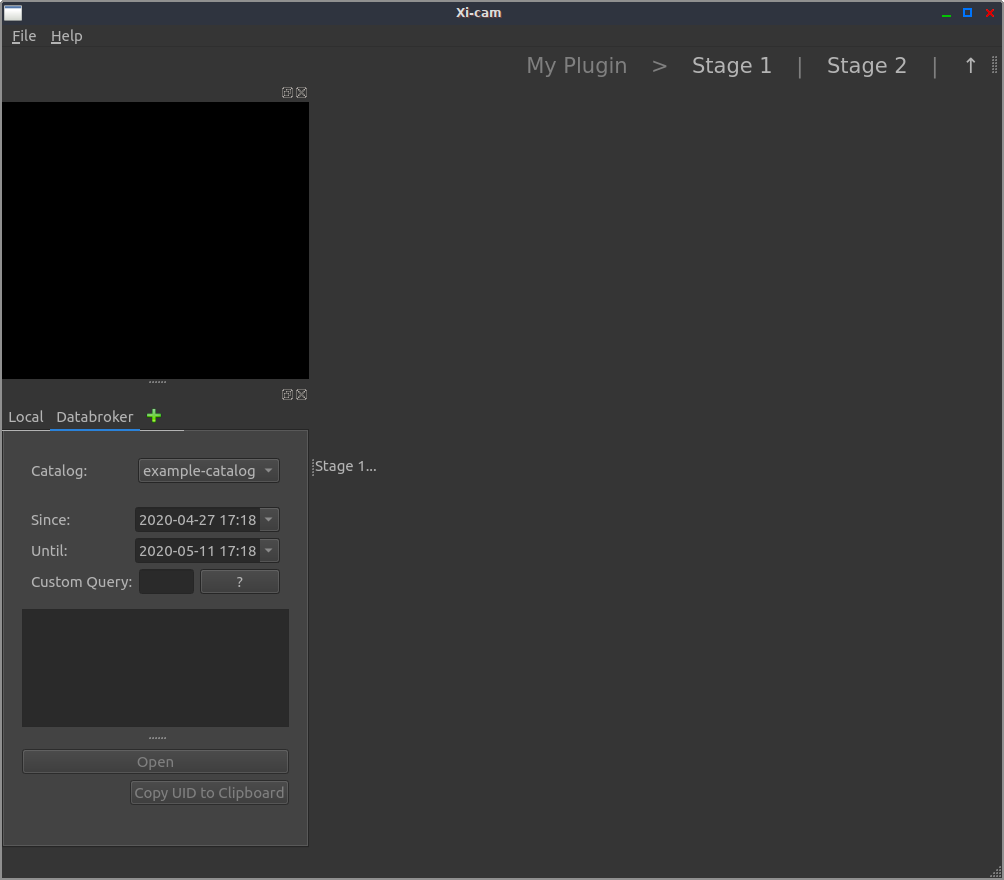 Xi-cam
File Help
My Plugin > Stage 1 | Stage 2 | ↑
Local Databroker +
Catalog: example-catalog
Stage 1...
Since: 2020-04-27 17:18
Until: 2020-05-11 17:18
Custom Query: ?
Open
Copy UID to Clipboard